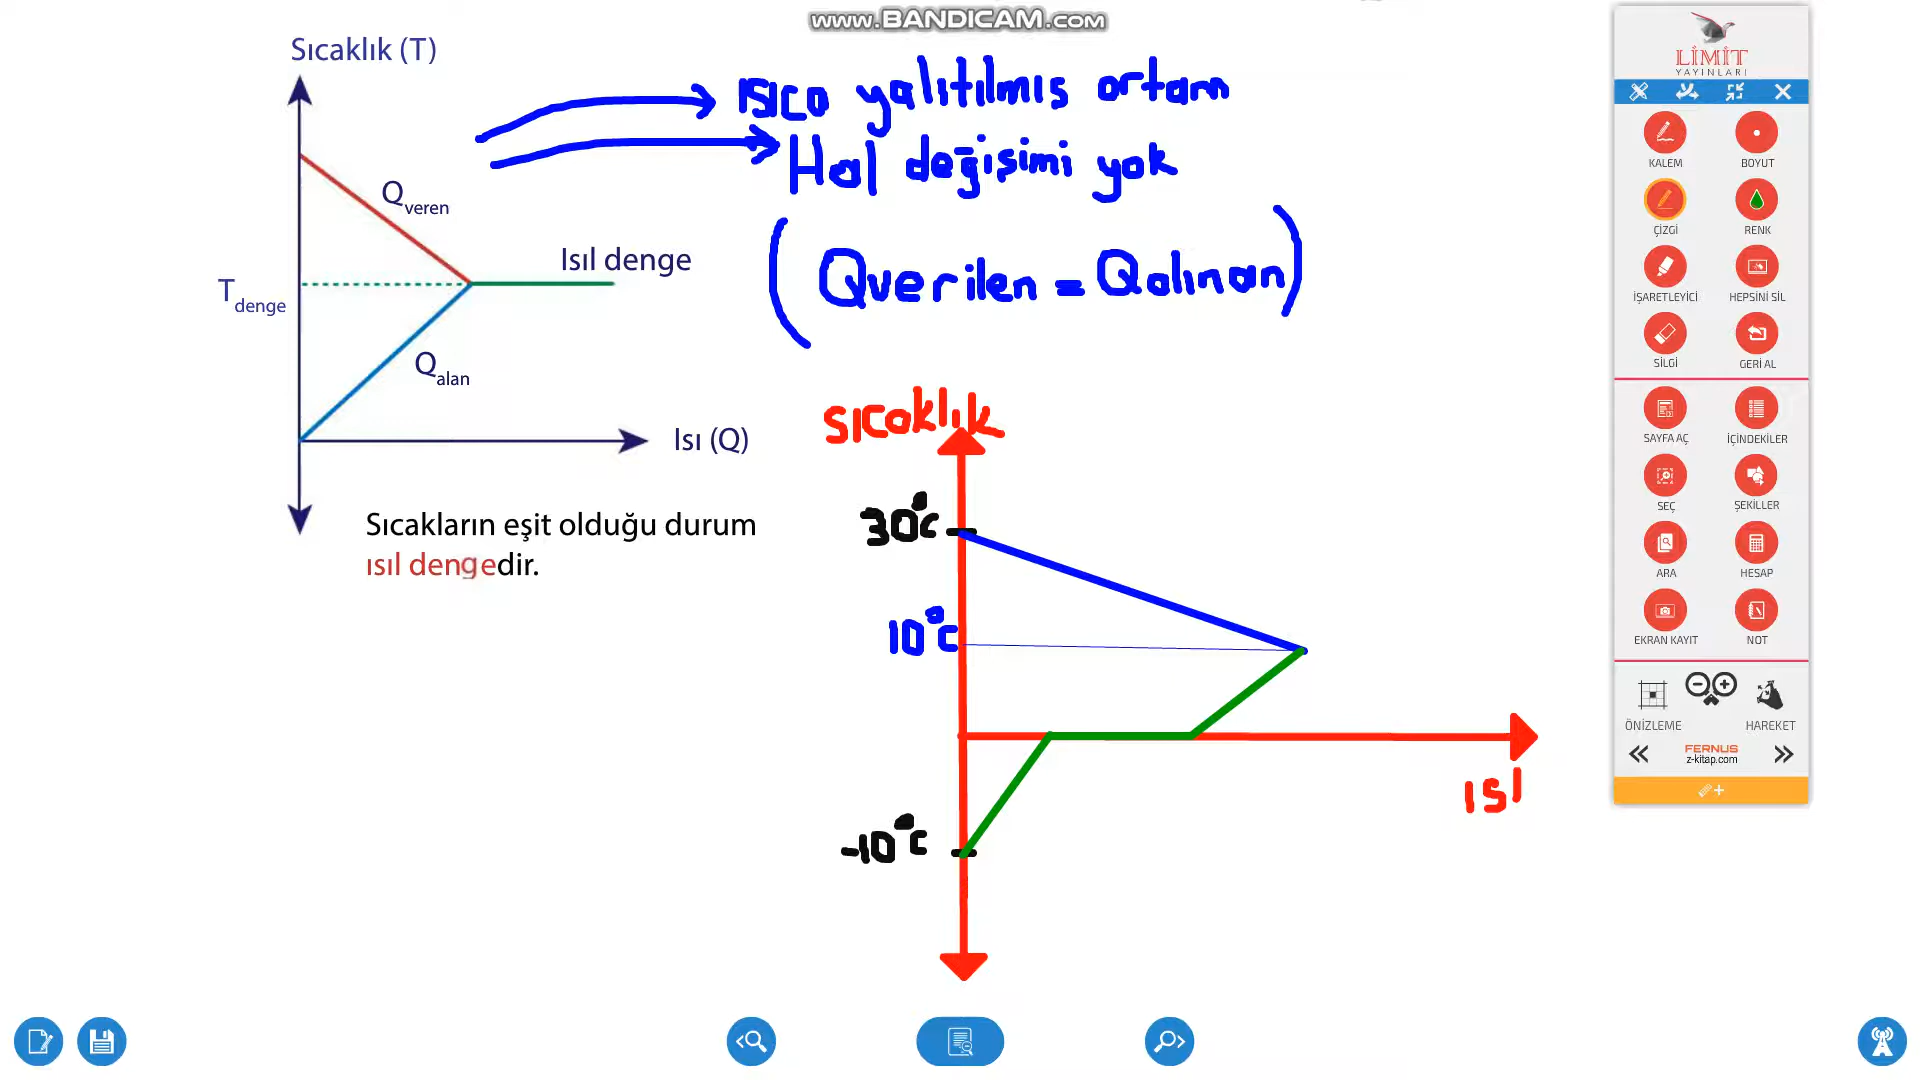 www.BANDICAM.com
Sıcaklık (T)
Isıca yalıtılmıs ortam
Hal değişimi yok
Qveren
Isıl denge
(Qverilen = Qalınan)
Tdenge
Qalan
Isı (Q)
Sıcakların eşit olduğu durum
ısıl dengedir.
sıcaklık
30°C
10°C
ısı
-10°C
LİMİT
YAYINLARI
KALEM
BOYUT
ÇİZGİ
RENK
İŞARETLEYİCİ
HEPSİNİ SİL
SİLGİ
GERİ AL
SAYFA AÇ
İÇİNDEKİLER
SEÇ
ŞEKİLLER
ARA
HESAP
EKRAN KAYIT
NOT
ÖNİZLEME
HAREKET
FERNUS
z-kitap.com